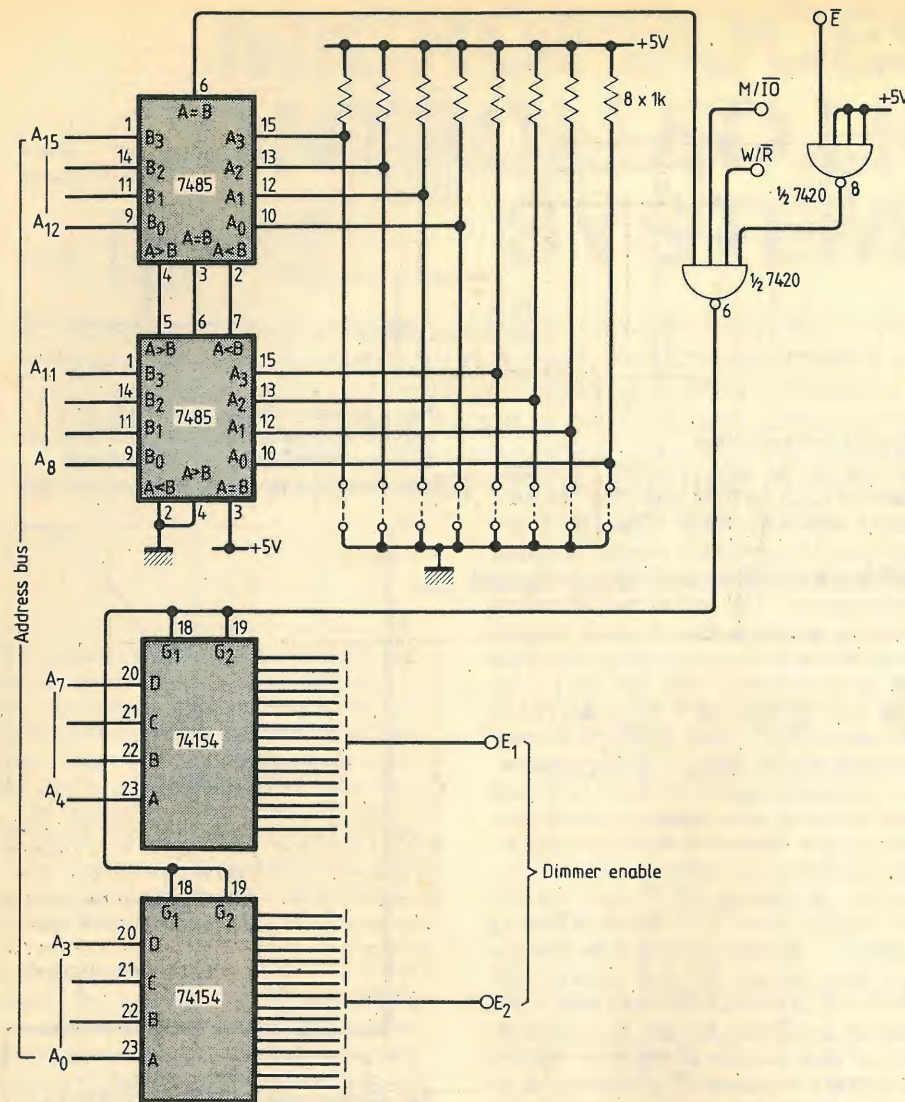 E̅
+5V
M/I̅O̅
+5V
6
8 x 1k
W/R̅
½ 7420
8
A=B
A15
1
B3
A3
15
14
B2
A2
13
7485
11
B1
A1
12
A12
9
B0
A=B
A0
10
A>B
A<B
½ 7420
4
3
2
6
5
6
7
A>B
A<B
A11
1
B3
A3
15
14
B2
A2
13
7485
11
B1
A1
12
A8
9
B0
A>B
A0
10
A<B
A=B
2
4
3
+5V
Address bus
18
19
G1
G2
A7
20
D
21
C
74154
22
B
A4
23
A
E1
Dimmer enable
18
19
G1
G2
A3
20
D
21
C
74154
22
B
A0
23
A
E2